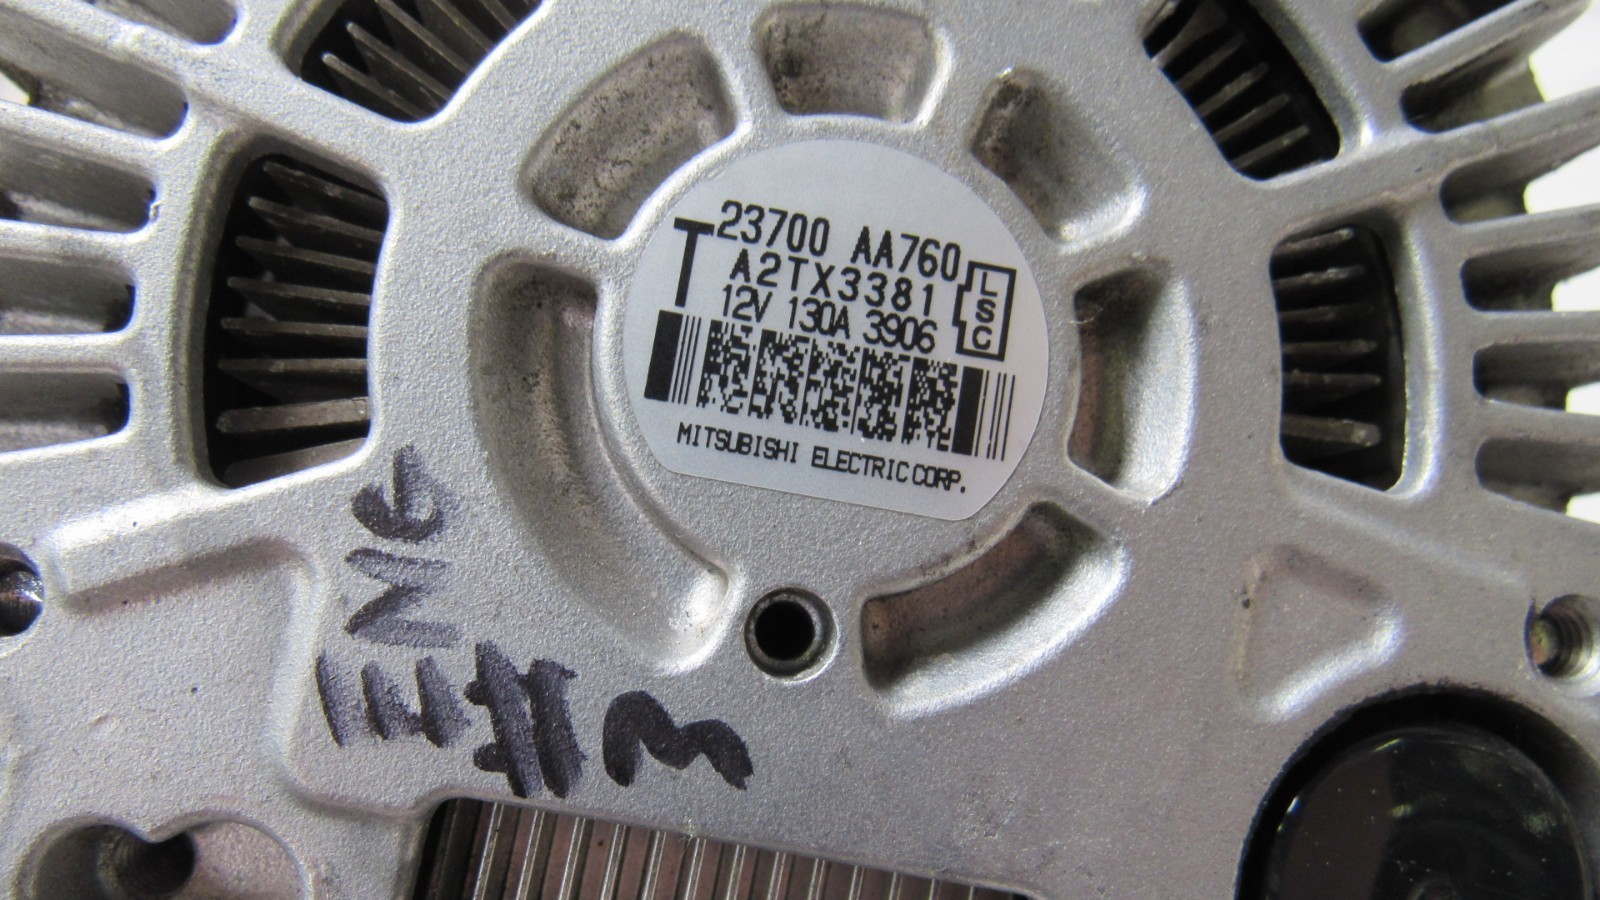 T
23700 AA760
A2TX3381
12V 130A 3906
LSC
MITSUBISHI ELECTRIC CORP.